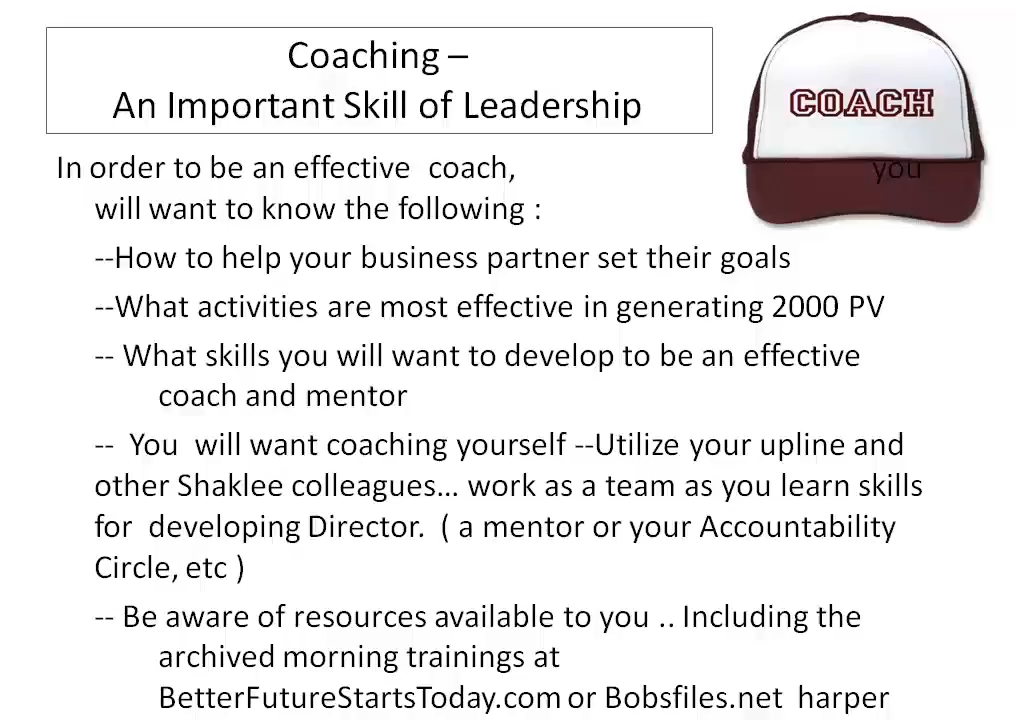 Coaching –
An Important Skill of Leadership
COACH
In order to be an effective  coach, you
will want to know the following :
--How to help your business partner set their goals
--What activities are most effective in generating 2000 PV
-- What skills you will want to develop to be an effective
coach and mentor
--  You  will want coaching yourself --Utilize your upline and
other Shaklee colleagues… work as a team as you learn skills
for  developing Director.  ( a mentor or your Accountability
Circle, etc )
-- Be aware of resources available to you .. Including the
archived morning trainings at
BetterFutureStartsToday.com or Bobsfiles.net  harper